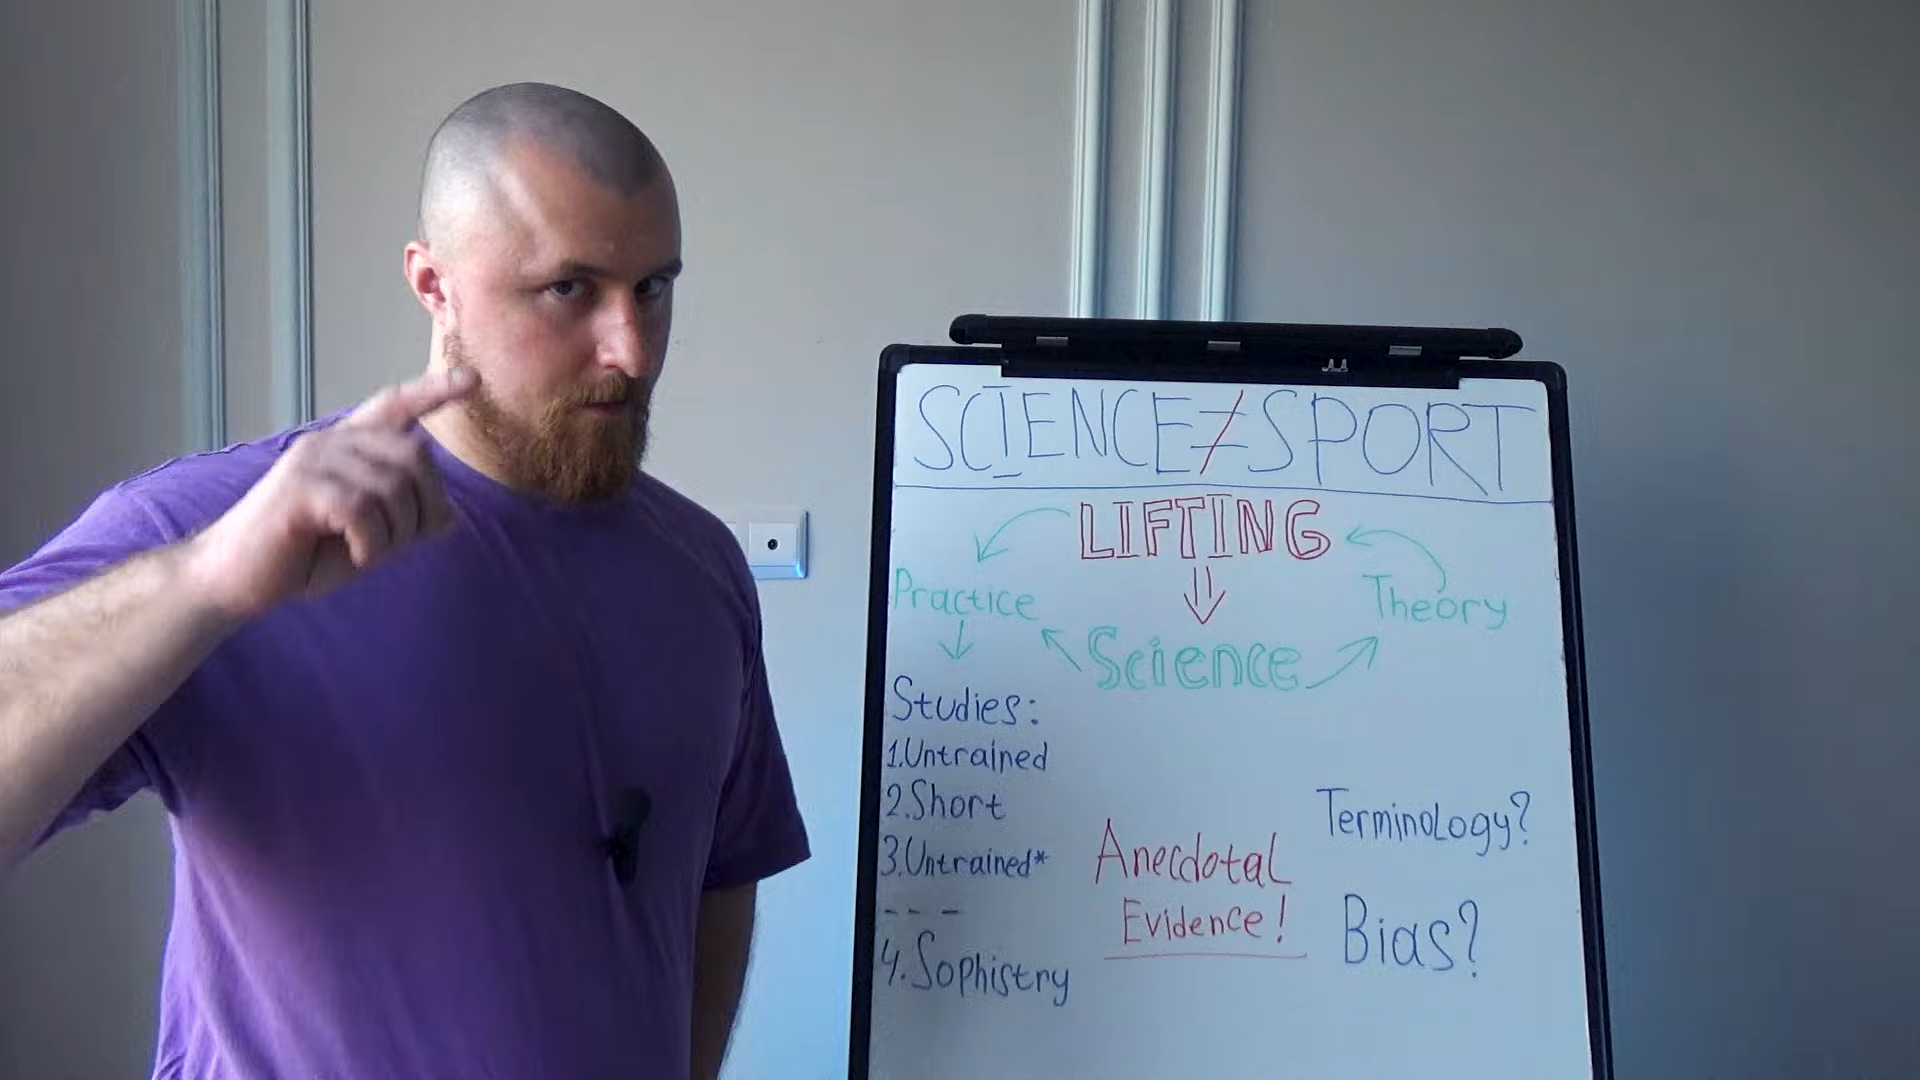 SCIENCE≠SPORT
LIFTING
Practice
Theory
Science
Studies:
1.Untrained
2.Short
3.Untrained*
- - -
4.Sophistry
Anecdotal
Evidence!
Terminology?
Bias?